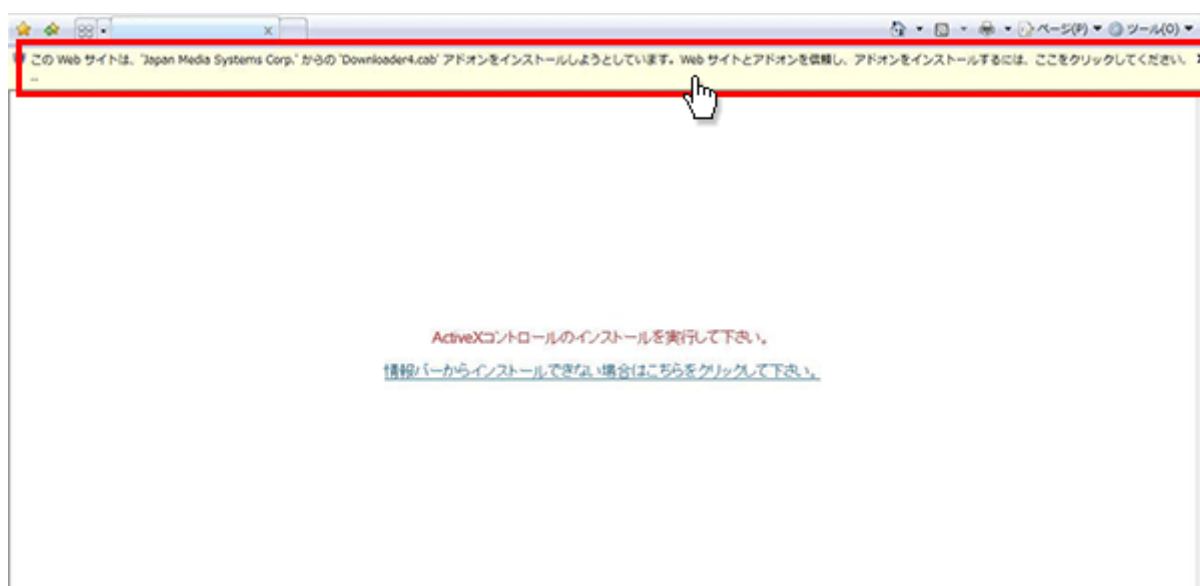 ページ(P)
ツール(O)
この Web サイトは、'Japan Media Systems Corp.' からの 'Downloader4.cab' アドオンをインストールしようとしています。Web サイトとアドオンを信頼し、アドオンをインストールするには、ここをクリックしてください。
...
ActiveXコントロールのインストールを実行して下さい。
情報バーからインストールできない場合はこちらをクリックして下さい。